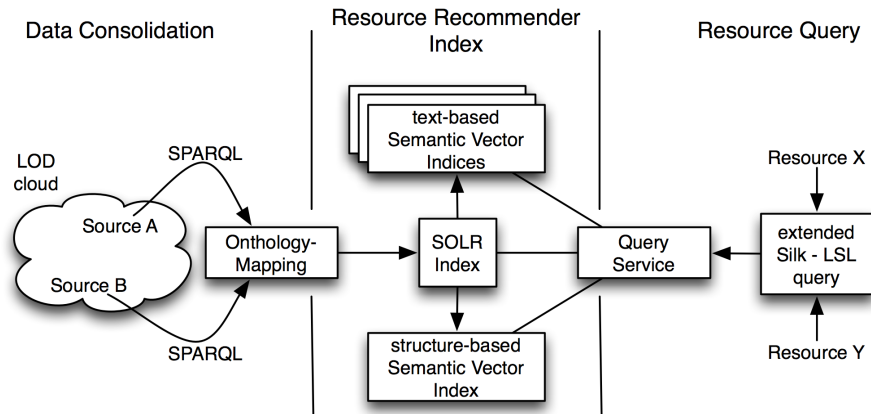 Data Consolidation
Resource Recommender
Index
Resource Query
text-based
Semantic Vector
Indices
SPARQL
LOD
cloud
Source A
Source B
Onthology-
Mapping
SPARQL
SOLR
Index
Query
Service
structure-based
Semantic Vector
Index
Resource X
extended
Silk - LSL
query
Resource Y